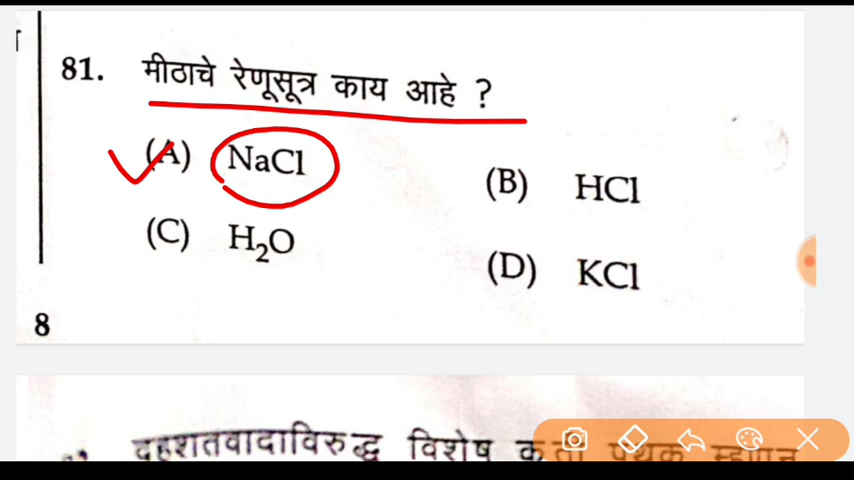 81. मीठाचे रेणूसूत्र काय आहे ?
(A) NaCl
(B) HCl
(C) H₂O
(D) KCl
8
दहशतवादाविरुद्ध विशेष